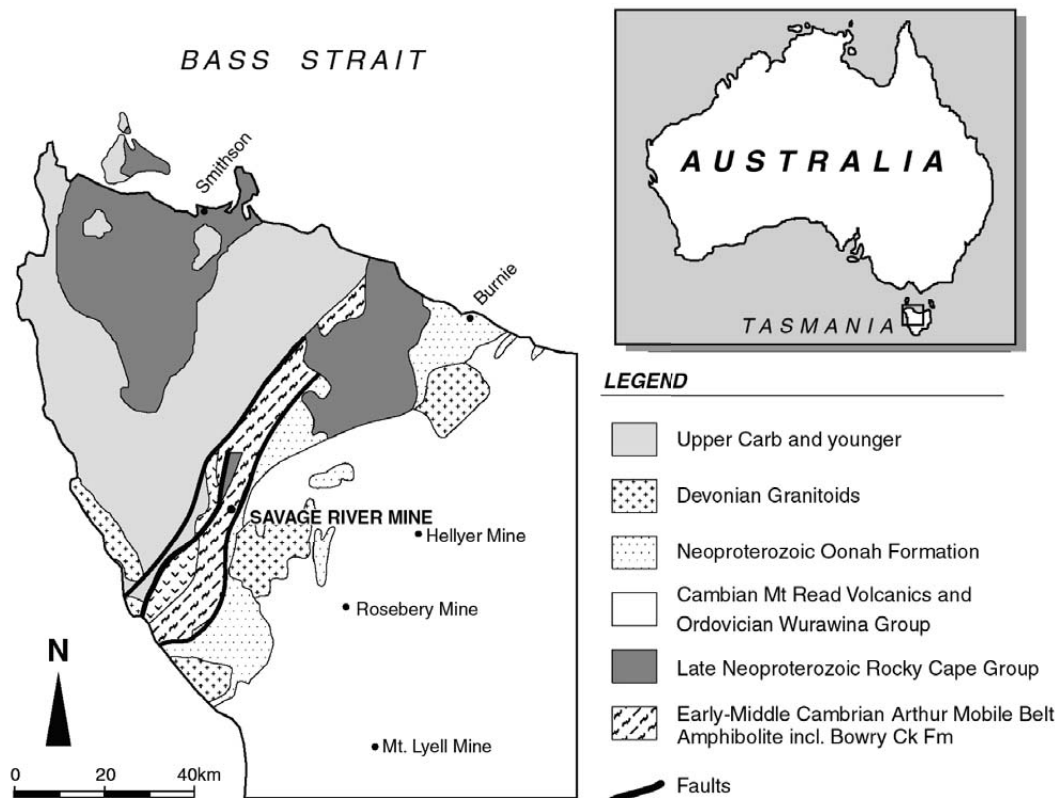 BASS STRAIT
Smithson
Burnie
SAVAGE RIVER MINE
Hellyer Mine
Rosebery Mine
Mt. Lyell Mine
N
0 20 40km
AUSTRALIA
TASMANIA
LEGEND
Upper Carb and younger
Devonian Granitoids
Neoproterozoic Oonah Formation
Cambian Mt Read Volcanics and
Ordovician Wurawina Group
Late Neoproterozoic Rocky Cape Group
Early-Middle Cambrian Arthur Mobile Belt
Amphibolite incl. Bowry Ck Fm
Faults